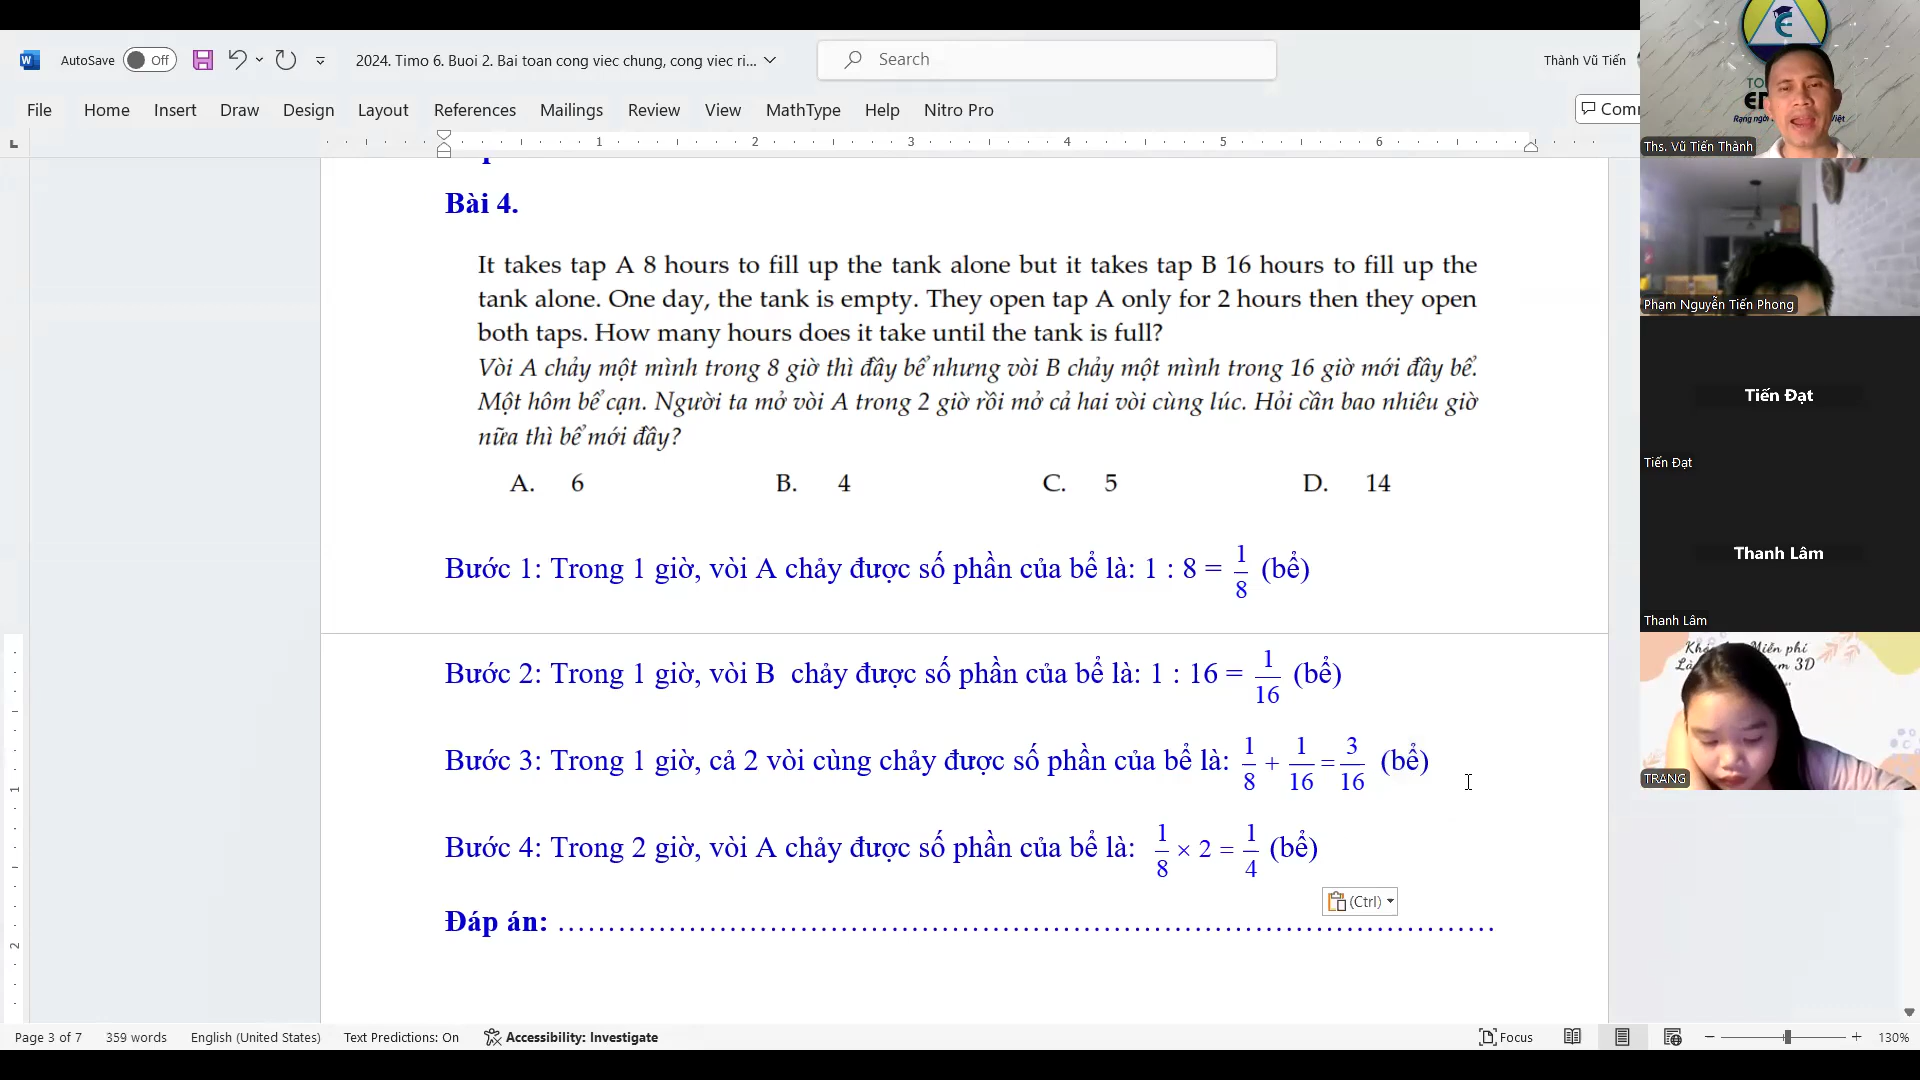 AutoSave Off 2024. Timo 6. Buoi 2. Bai toan cong viec chung, cong viec ri... Search Thành Vũ Tiến
File Home Insert Draw Design Layout References Mailings Review View MathType Help Nitro Pro
1 2 3 4 5 6
Bài 4.
It takes tap A 8 hours to fill up the tank alone but it takes tap B 16 hours to fill up the
tank alone. One day, the tank is empty. They open tap A only for 2 hours then they open
both taps. How many hours does it take until the tank is full?
Vòi A chảy một mình trong 8 giờ thì đầy bể nhưng vòi B chảy một mình trong 16 giờ mới đầy bể.
Một hôm bể cạn. Người ta mở vòi A trong 2 giờ rồi mở cả hai vòi cùng lúc. Hỏi cần bao nhiêu giờ
nữa thì bể mới đầy?
A. 6 B. 4 C. 5 D. 14
Bước 1: Trong 1 giờ, vòi A chảy được số phần của bể là: 1 : 8 = 1/8 (bể)
Bước 2: Trong 1 giờ, vòi B chảy được số phần của bể là: 1 : 16 = 1/16 (bể)
Bước 3: Trong 1 giờ, cả 2 vòi cùng chảy được số phần của bể là: 1/8 + 1/16 = 3/16 (bể)
Bước 4: Trong 2 giờ, vòi A chảy được số phần của bể là: 1/8 × 2 = 1/4 (bể)
(Ctrl)
Đáp án: ..........................................................................................
Page 3 of 7 359 words English (United States) Text Predictions: On Accessibility: Investigate Focus 130%
Ths. Vũ Tiến Thành
Phạm Nguyễn Tiến Phong
Tiến Đạt
Tiến Đạt
Thanh Lâm
Thanh Lâm
TRANG